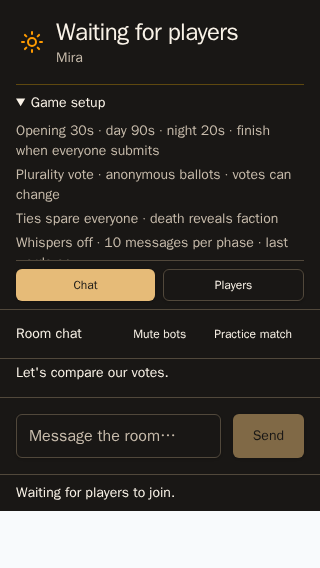 Waiting for players
Mira
▼ Game setup
Opening 30s · day 90s · night 20s · finish
when everyone submits
Plurality vote · anonymous ballots · votes can
change
Ties spare everyone · death reveals faction
Whispers off · 10 messages per phase · last
Chat
Players
Room chat
Mute bots
Practice match
Let's compare our votes.
Message the room···
Send
Waiting for players to join.